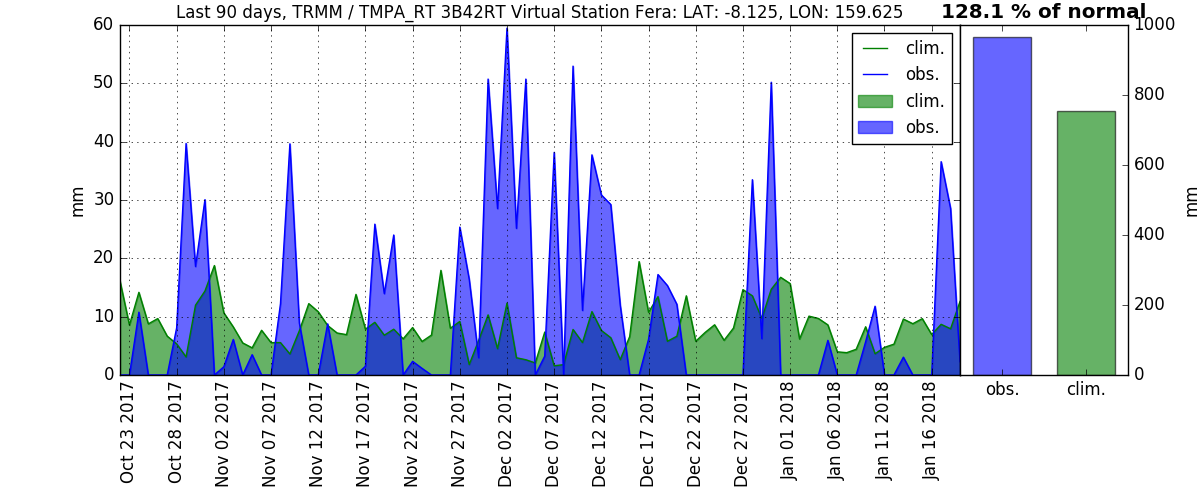 Last 90 days, TRMM / TMPA_RT 3B42RT Virtual Station Fera: LAT: -8.125, LON: 159.625
128.1 % of normal
60
50
40
30
20
10
0
mm
clim.
obs.
clim.
obs.
1000
800
600
400
200
0
mm
Oct 23 2017
Oct 28 2017
Nov 02 2017
Nov 07 2017
Nov 12 2017
Nov 17 2017
Nov 22 2017
Nov 27 2017
Dec 02 2017
Dec 07 2017
Dec 12 2017
Dec 17 2017
Dec 22 2017
Dec 27 2017
Jan 01 2018
Jan 06 2018
Jan 11 2018
Jan 16 2018
obs.
clim.